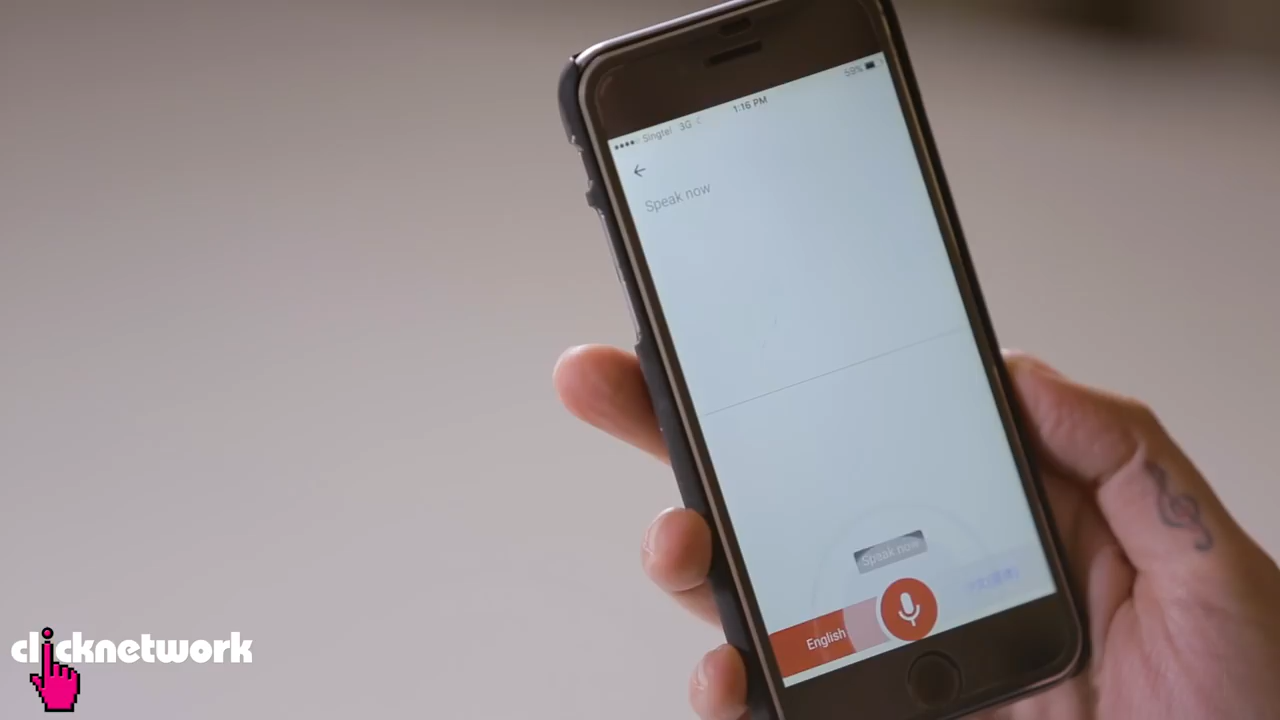 Singtel 3G
1:16 PM
59%
Speak now
Speak now
English
clicknetwork